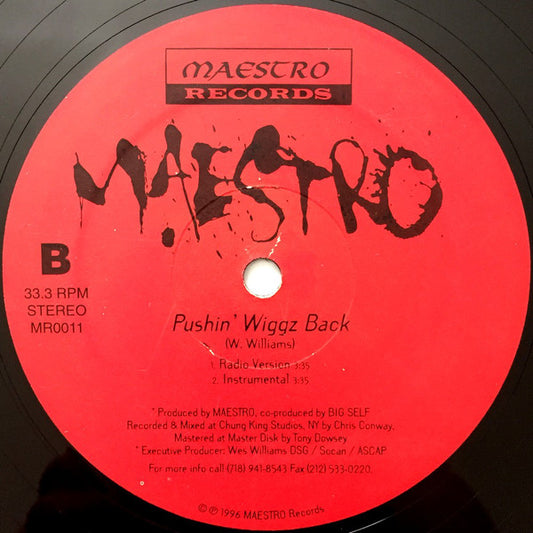 MAESTRO
RECORDS
MAESTRO
B
33.3 RPM
STEREO
MR0011
Pushin' Wiggz Back
(W. Williams)
1. Radio Version 3:35
2. Instrumental 3:35
* Produced by MAESTRO, co-produced by BIG SELF
Recorded & Mixed at Chung King Studios, NY by Chris Conway,
Mastered at Master Disk by Tony Dowsey
* Executive Producer: Wes Williams DSG / Socan / ASCAP
For more info call (718) 941-8543 Fax (212) 533-0220.
© ℗ 1996 MAESTRO Records